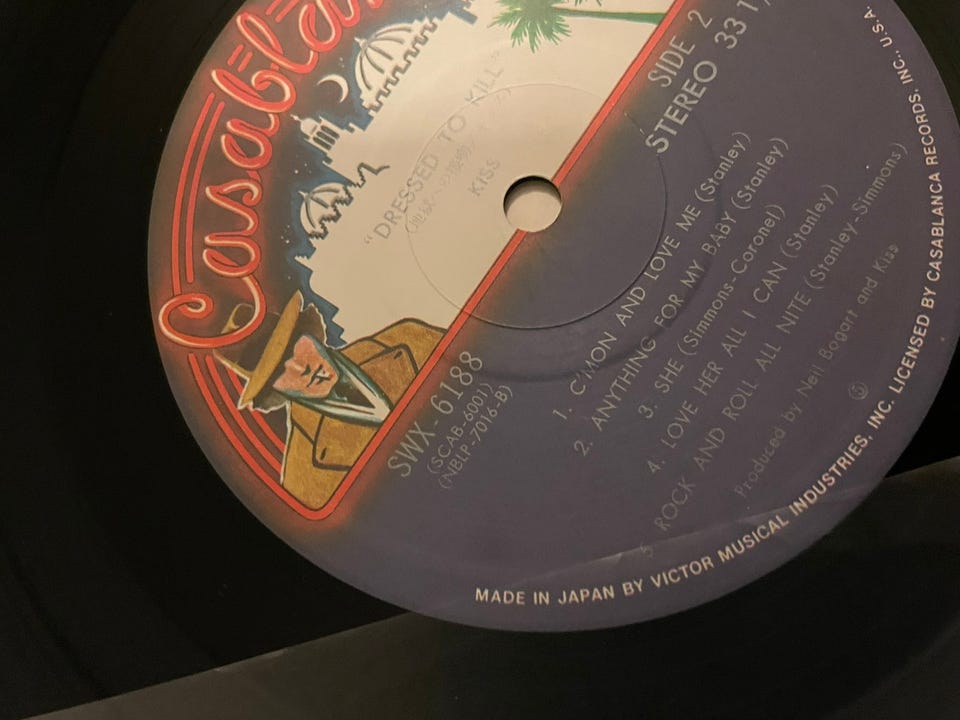 Casabla
"DRESSED TO KILL"
KISS
SIDE 2
STEREO 33 1
SWX-6188
(SCAB-6001)
(NBLP-7016-B)
1. C'MON AND LOVE ME (Stanley)
2. ANYTHING FOR MY BABY (Stanley)
3. SHE (Simmons-Coronel)
4. LOVE HER ALL I CAN (Stanley)
5 ROCK AND ROLL ALL NITE (Stanley-Simmons)
Produced by Neil Bogart and Kiss
MADE IN JAPAN BY VICTOR MUSICAL INDUSTRIES, INC. LICENSED BY CASABLANCA RECORDS, INC., U.S.A.